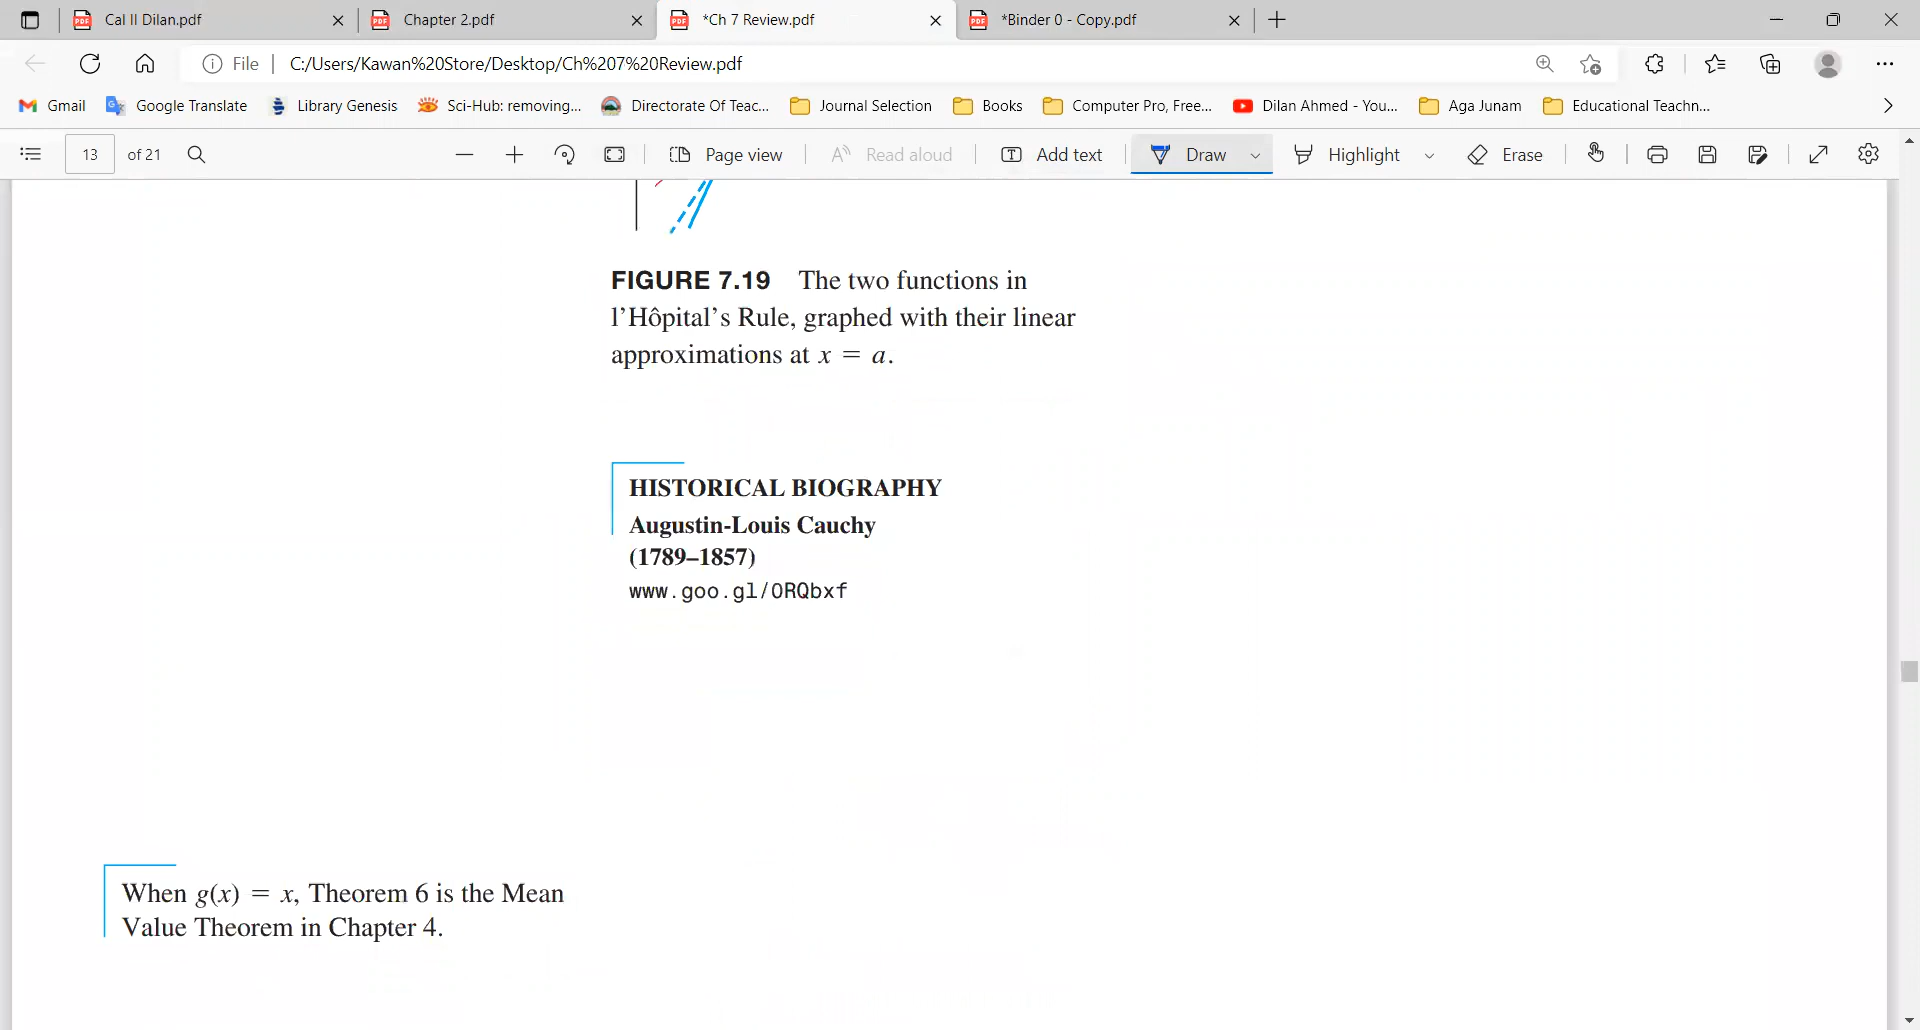 Cal II Dilan.pdf
Chapter 2.pdf
*Ch 7 Review.pdf
*Binder 0 - Copy.pdf
File
C:/Users/Kawan%20Store/Desktop/Ch%207%20Review.pdf
Gmail
Google Translate
Library Genesis
Sci-Hub: removing...
Directorate Of Teac...
Journal Selection
Books
Computer Pro, Free...
Dilan Ahmed - You...
Aga Junam
Educational Teachn...
13 of 21
Page view
Read aloud
Add text
Draw
Highlight
Erase
FIGURE 7.19 The two functions in
l'Hôpital's Rule, graphed with their linear
approximations at x = a.
HISTORICAL BIOGRAPHY
Augustin-Louis Cauchy
(1789–1857)
www.goo.gl/0RQbxf
When g(x) = x, Theorem 6 is the Mean
Value Theorem in Chapter 4.